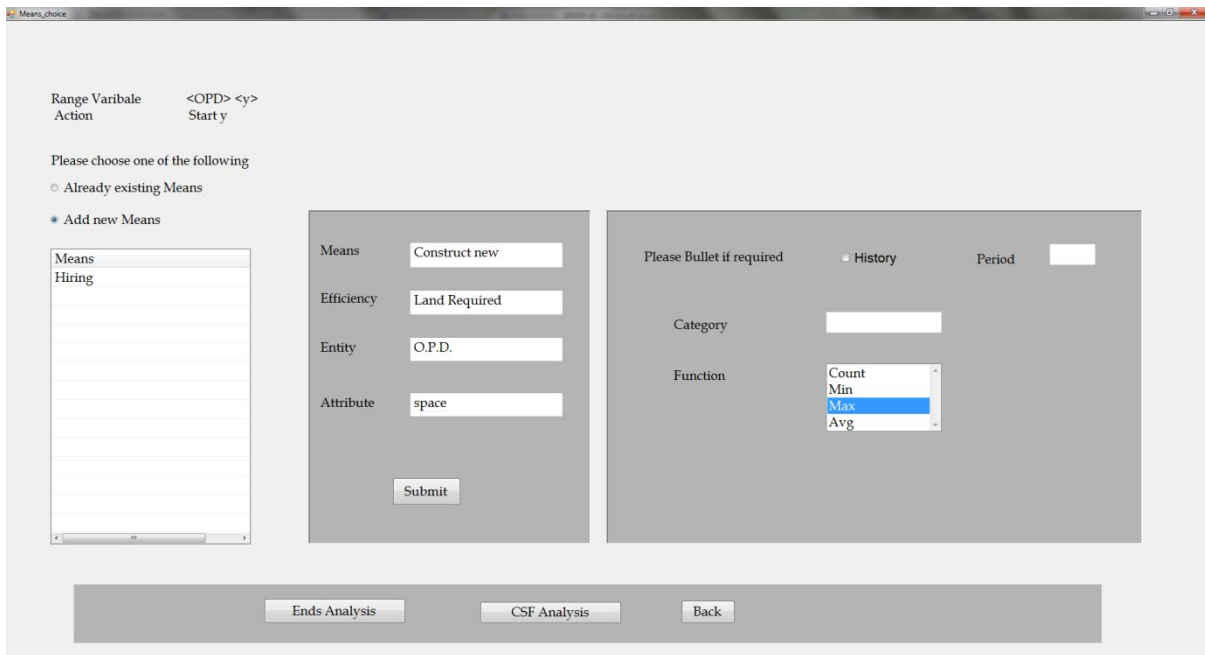 Means_choice
Range Varibale <OPD> <y>
Action Start y
Please choose one of the following
Already existing Means
Add new Means
Means
Hiring
Means Construct new
Efficiency Land Required
Entity O.P.D.
Attribute space
Submit
Please Bullet if required History Period
Category
Function Count
Min
Max
Avg
Ends Analysis CSF Analysis Back